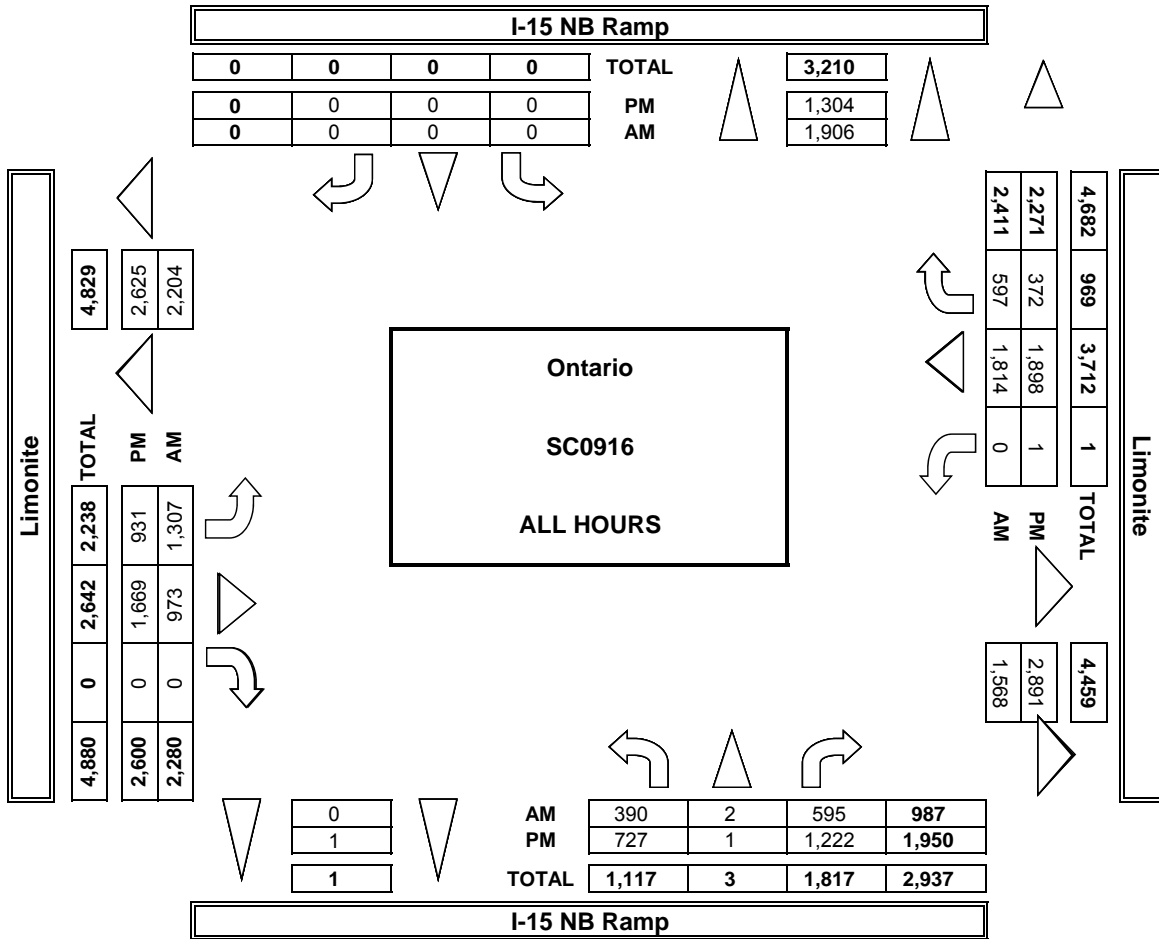 I-15 NB Ramp
0 0 0 0 TOTAL 3,210
0 0 0 0 PM 1,304
0 0 0 0 AM 1,906
Limonite
4,829 2,625 2,204
TOTAL PM AM
2,238 931 1,307
2,642 1,669 973
0 0 0
4,880 2,600 2,280
Ontario
SC0916
ALL HOURS
2,411 2,271 4,682
597 372 969
1,814 1,898 3,712
0 1 1
AM PM TOTAL
1,568 2,891 4,459
Limonite
0 AM 390 2 595 987
1 PM 727 1 1,222 1,950
1 TOTAL 1,117 3 1,817 2,937
I-15 NB Ramp